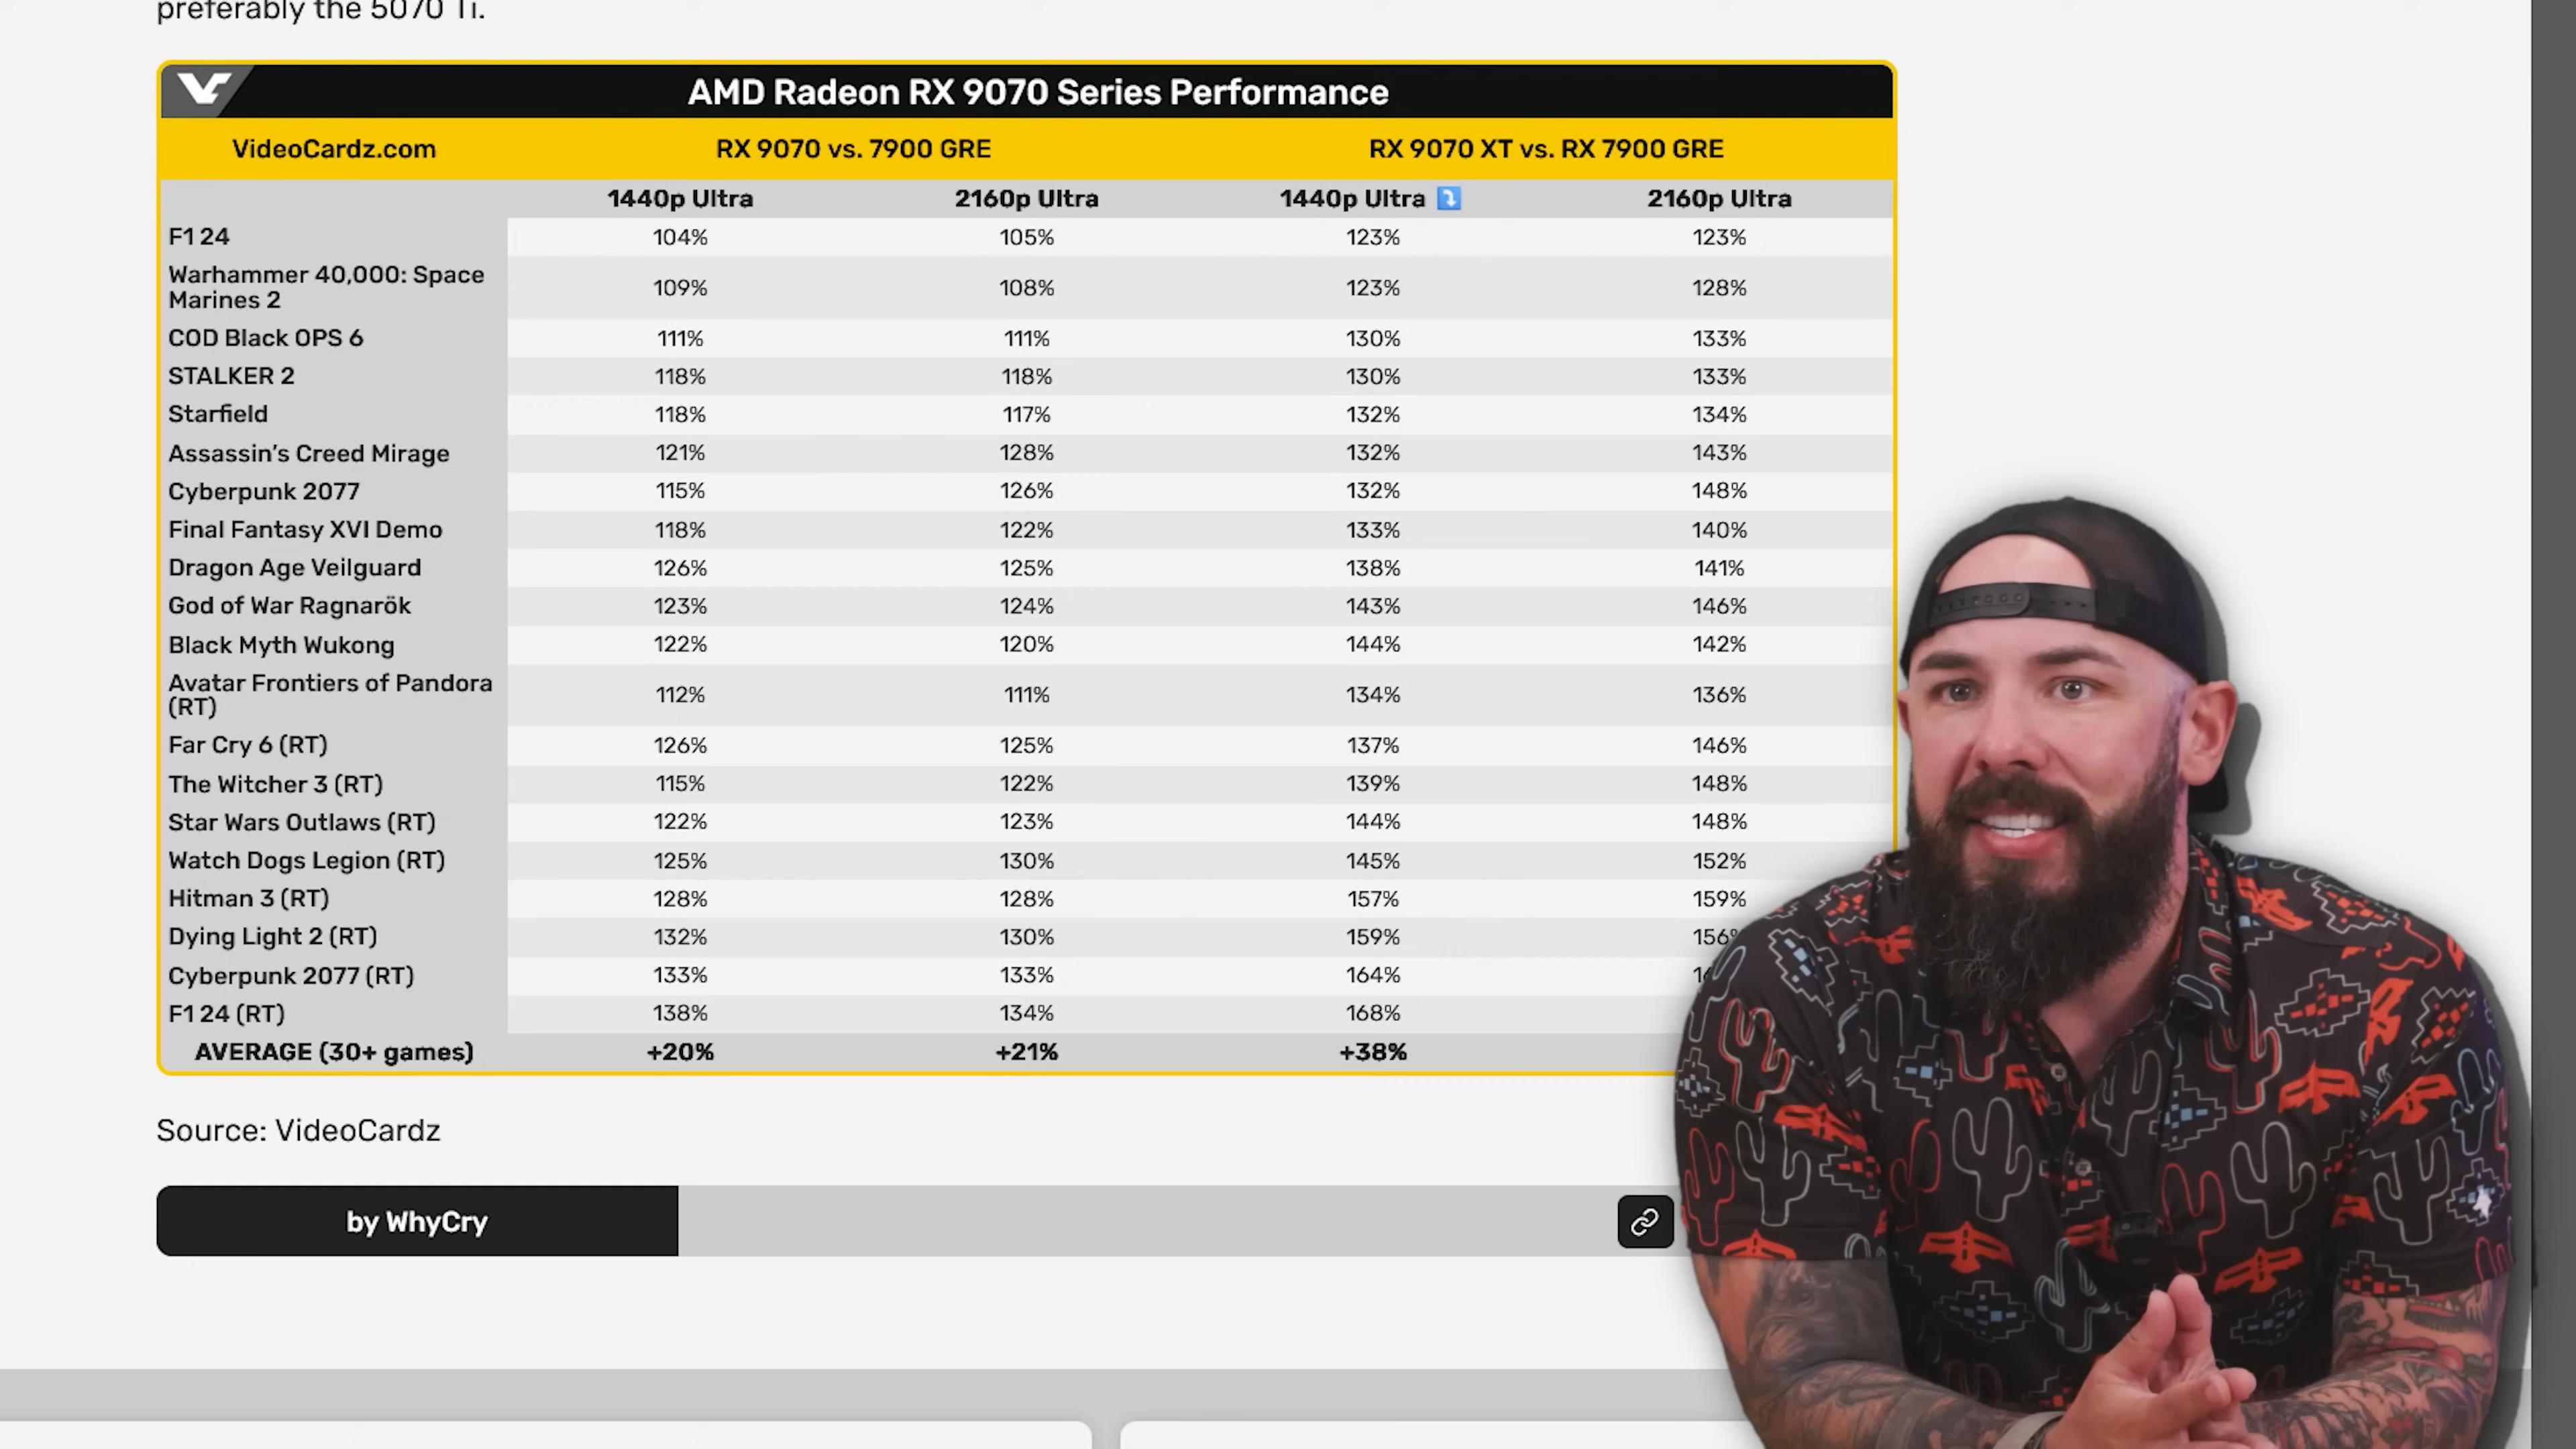 preferably the 5070 Ti.
AMD Radeon RX 9070 Series Performance
VideoCardz.com RX 9070 vs. 7900 GRE RX 9070 XT vs. RX 7900 GRE
1440p Ultra 2160p Ultra 1440p Ultra 2160p Ultra
F1 24 104% 105% 123% 123%
Warhammer 40,000: Space
Marines 2 109% 108% 123% 128%
COD Black OPS 6 111% 111% 130% 133%
STALKER 2 118% 118% 130% 133%
Starfield 118% 117% 132% 134%
Assassin's Creed Mirage 121% 128% 132% 143%
Cyberpunk 2077 115% 126% 132% 148%
Final Fantasy XVI Demo 118% 122% 133% 140%
Dragon Age Veilguard 126% 125% 138% 141%
God of War Ragnarök 123% 124% 143% 146%
Black Myth Wukong 122% 120% 144% 142%
Avatar Frontiers of Pandora
(RT) 112% 111% 134% 136%
Far Cry 6 (RT) 126% 125% 137% 146%
The Witcher 3 (RT) 115% 122% 139% 148%
Star Wars Outlaws (RT) 122% 123% 144% 148%
Watch Dogs Legion (RT) 125% 130% 145% 152%
Hitman 3 (RT) 128% 128% 157% 159%
Dying Light 2 (RT) 132% 130% 159% 156%
Cyberpunk 2077 (RT) 133% 133% 164%
F1 24 (RT) 138% 134% 168%
AVERAGE (30+ games) +20% +21% +38%
Source: VideoCardz
by WhyCry